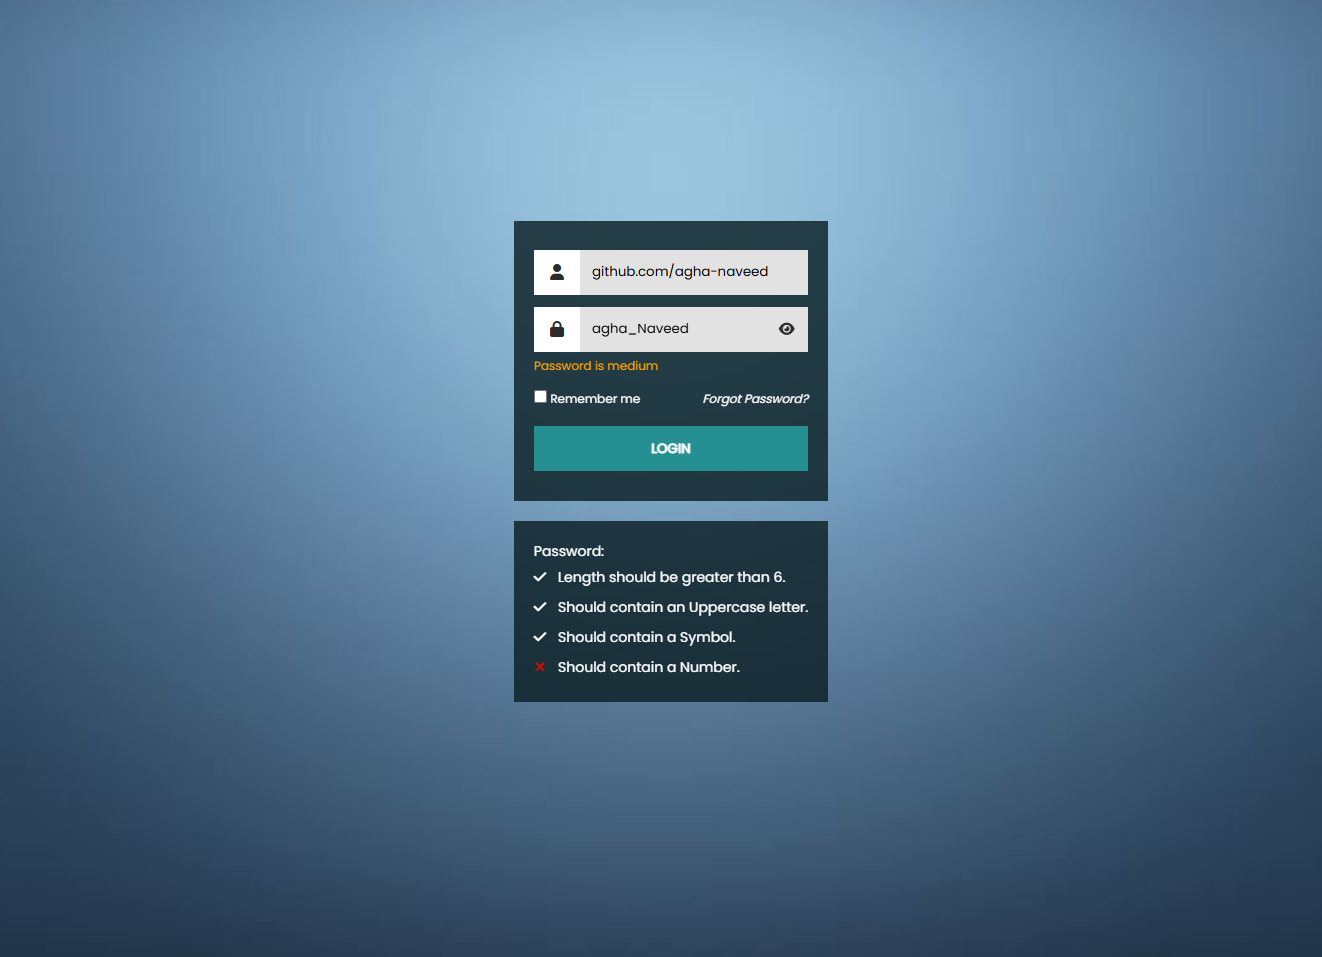 github.com/agha-naveed
agha_Naveed
Password is medium
Remember me
Forgot Password?
LOGIN
Password:
Length should be greater than 6.
Should contain an Uppercase letter.
Should contain a Symbol.
Should contain a Number.